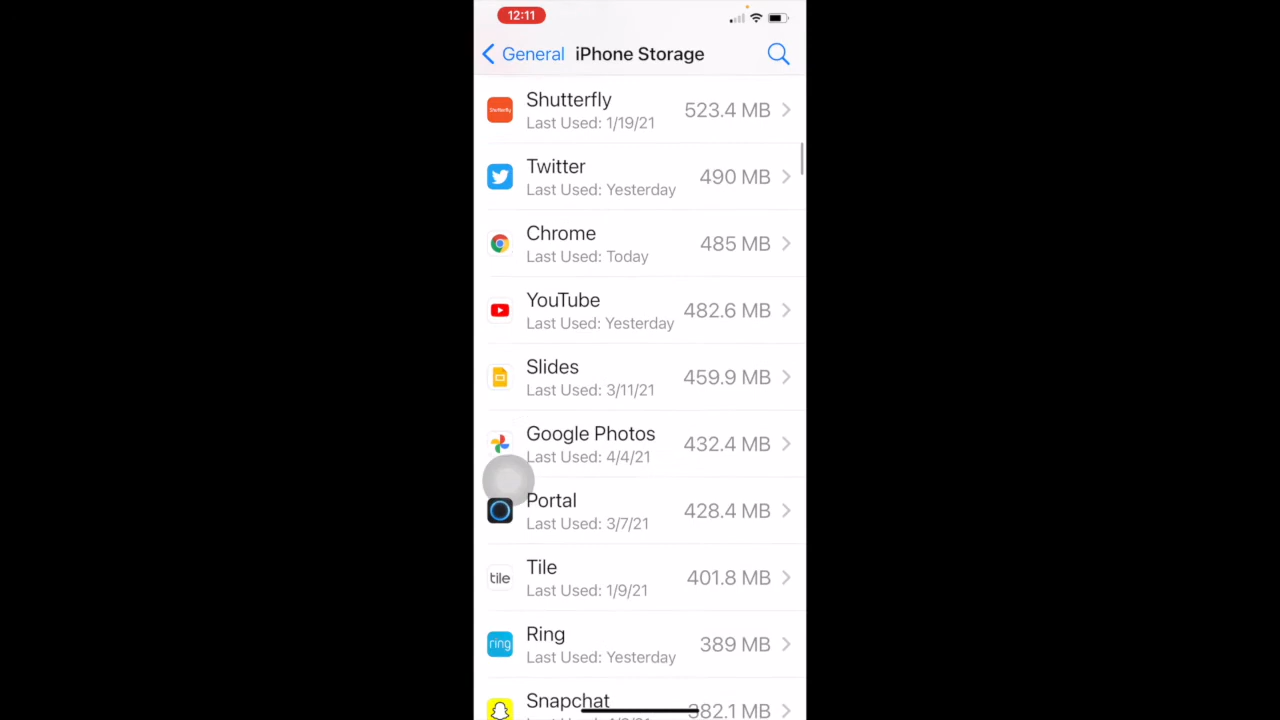 12:11
General iPhone Storage
Shutterfly
Shutterfly
523.4 MB
Last Used: 1/19/21
Twitter
490 MB
Last Used: Yesterday
Chrome
485 MB
Last Used: Today
YouTube
482.6 MB
Last Used: Yesterday
Slides
459.9 MB
Last Used: 3/11/21
Google Photos
432.4 MB
Last Used: 4/4/21
Portal
428.4 MB
Last Used: 3/7/21
tile
Tile
401.8 MB
Last Used: 1/9/21
ring
Ring
389 MB
Last Used: Yesterday
Snapchat
382.1 MB